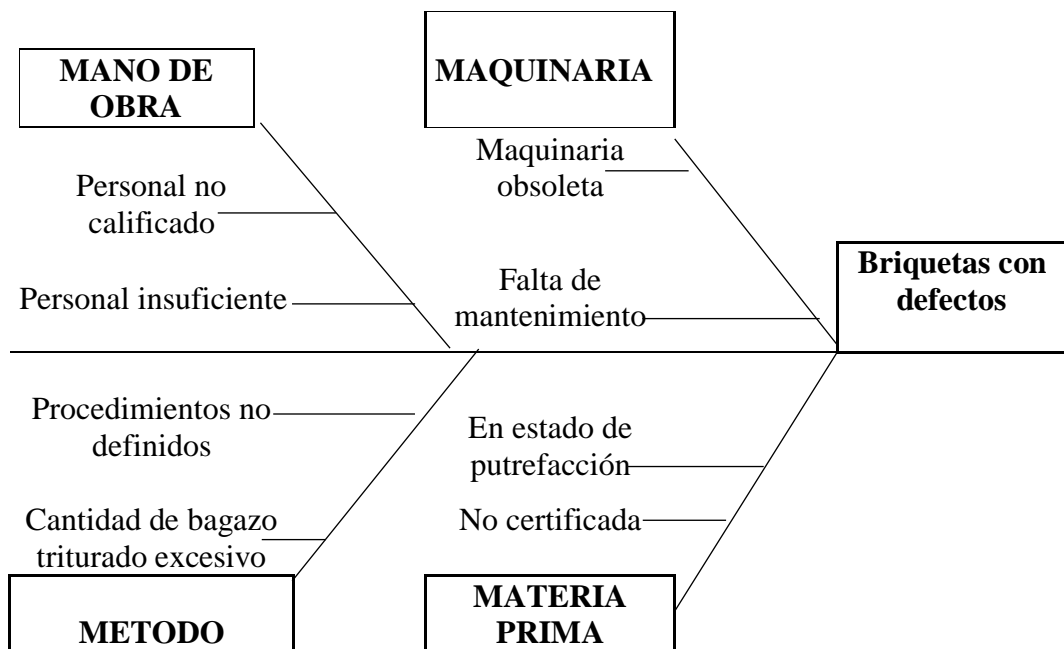 MANO DE
OBRA
MAQUINARIA
Personal no
calificado
Maquinaria
obsoleta
Personal insuficiente
Falta de
mantenimiento
Briquetas con
defectos
Procedimientos no
definidos
En estado de
putrefacción
Cantidad de bagazo
triturado excesivo
No certificada
METODO
MATERIA
PRIMA